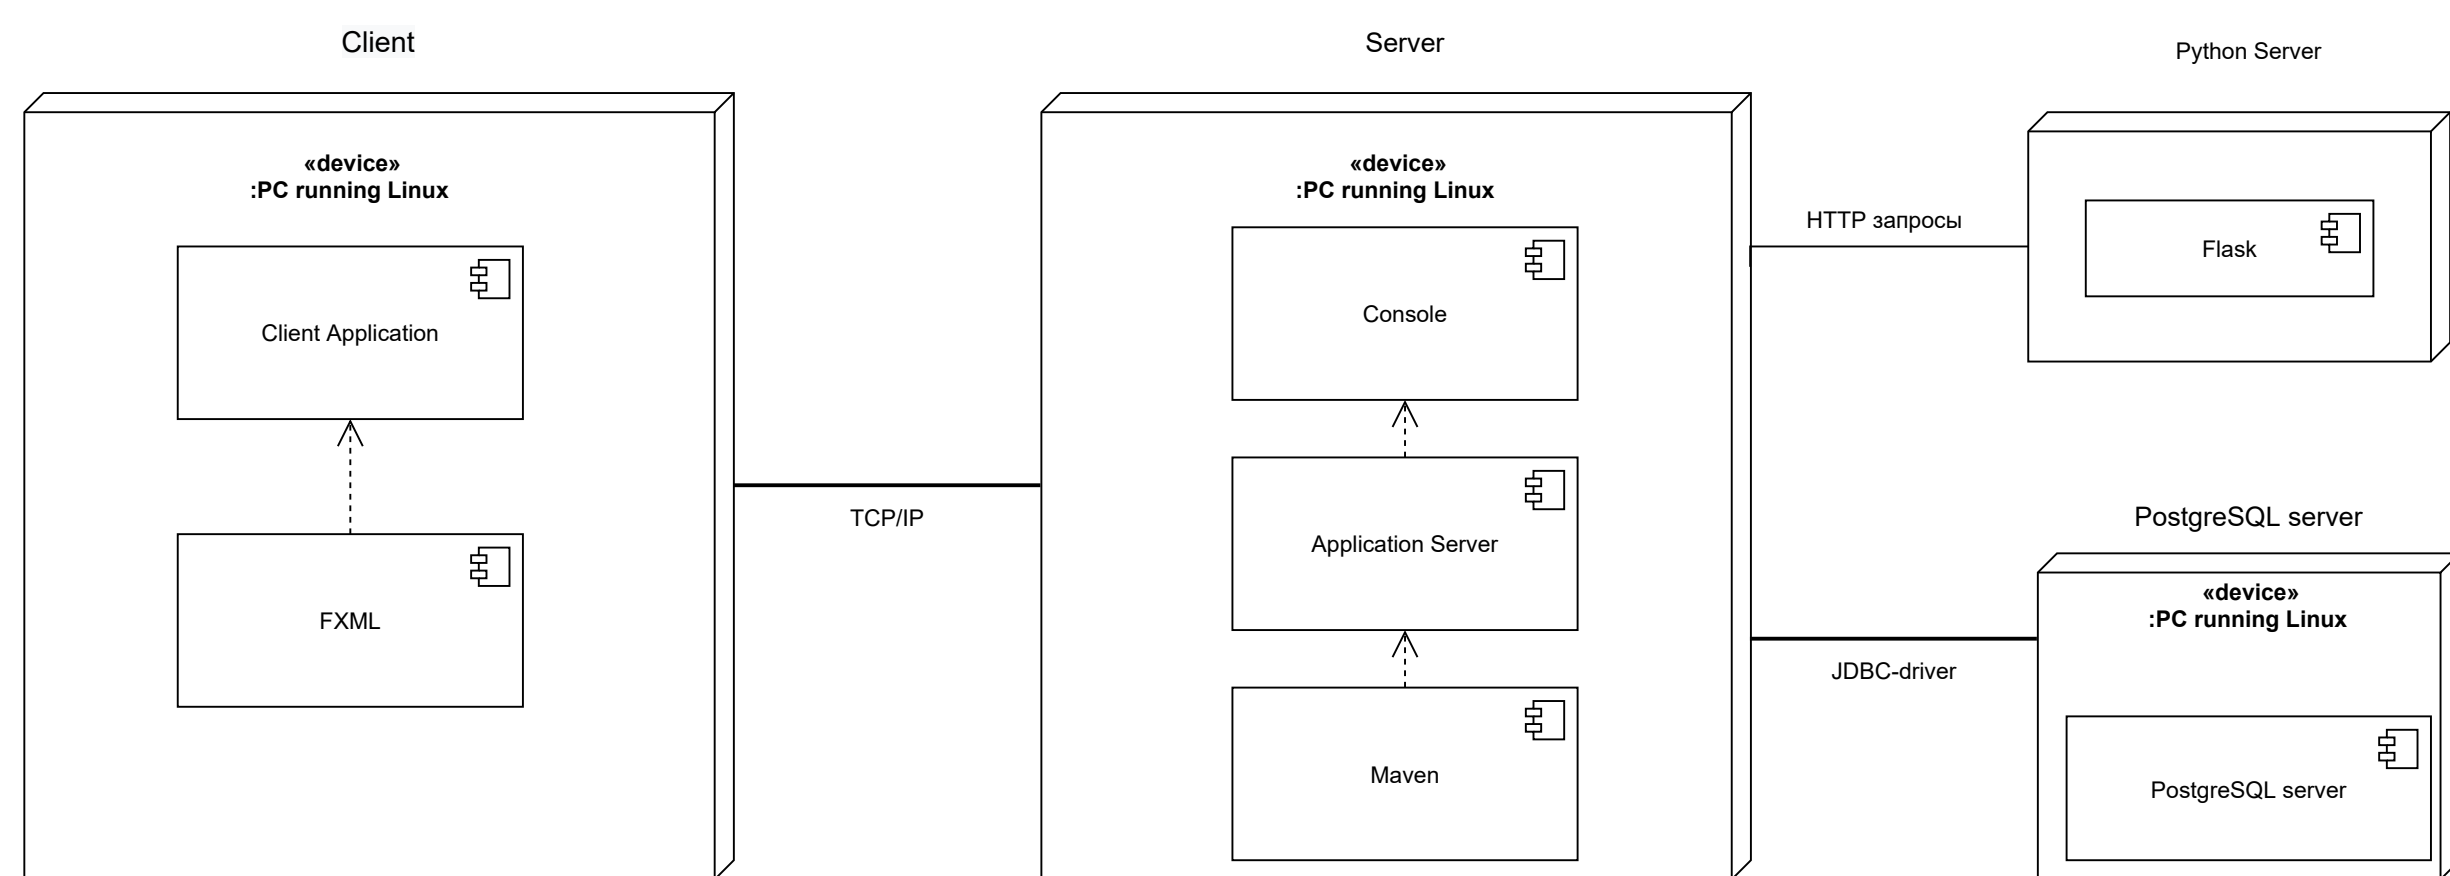 Client
«device»
:PC running Linux
Client Application
FXML
TCP/IP
Server
«device»
:PC running Linux
Console
Application Server
Maven
HTTP запросы
JDBC-driver
Python Server
Flask
PostgreSQL server
«device»
:PC running Linux
PostgreSQL server